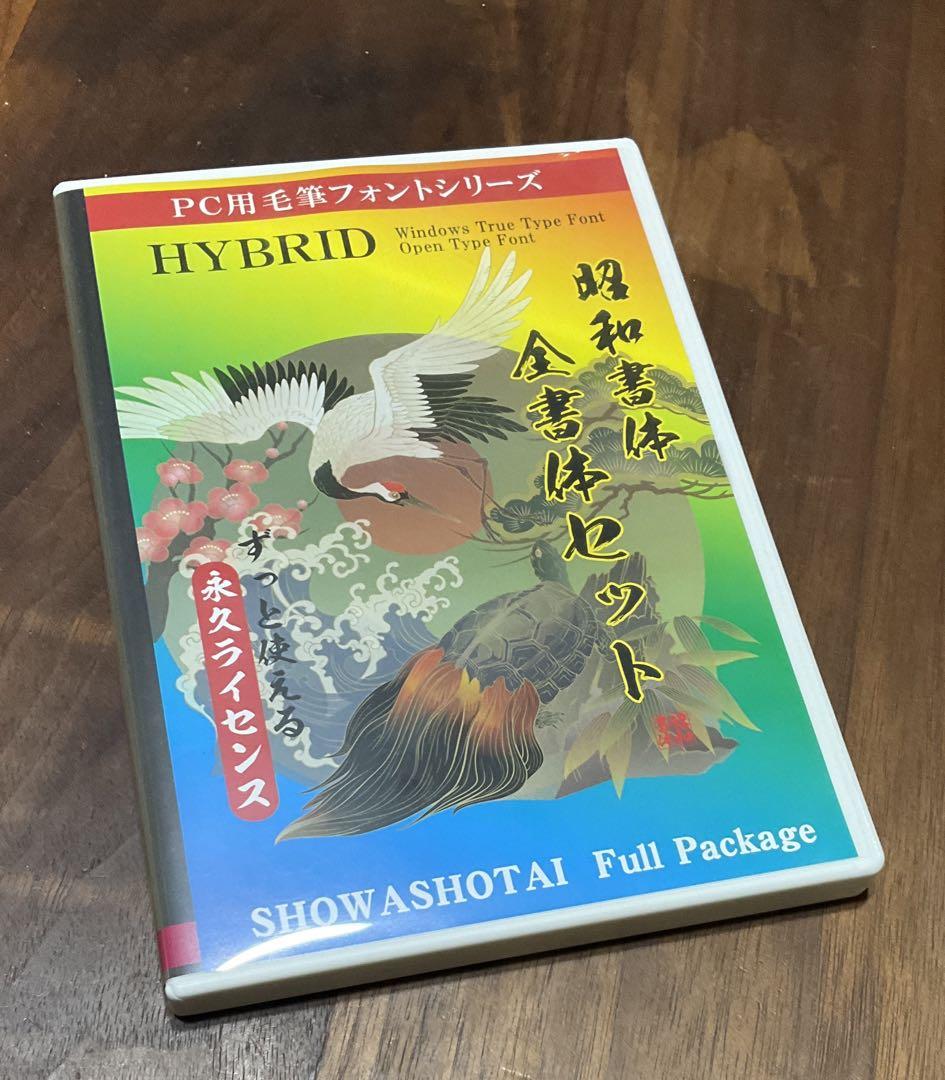 PC用毛筆フォントシリーズ
HYBRID
Windows True Type Font
Open Type Font
昭和書体
全書体セット
ずっと使える
永久ライセンス
SHOWASHOTAI Full Package